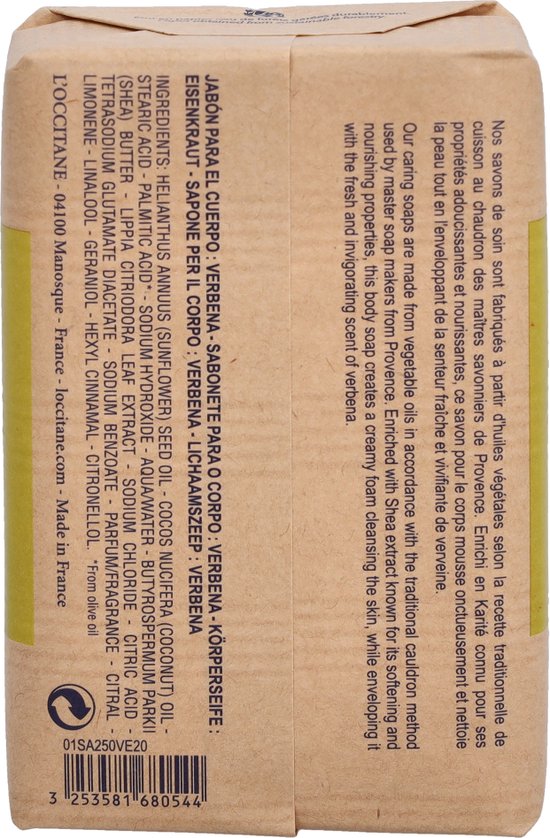 Nos savons de soin sont fabriqués à partir d'huiles végétales selon la recette traditionnelle de
cuisson au chaudron des maîtres savonniers de Provence. Enrichi en Karité connu pour ses
propriétés adoucissantes et nourissantes, ce savon pour le corps mousse onctueusement et nettoie
la peau tout en l'enveloppant de la senteur fraîche et vivifiante de verveine.
Our caring soaps are made from vegetable oils in accordance with the traditional cauldron method
used by master soap makers from Provence. Enriched with Shea extract known for its softening and
nourishing properties, this body soap creates a creamy foam cleansing the skin, while enveloping it
with the fresh and invigorating scent of verbena.
JABÓN PARA EL CUERPO : VERBENA - SABONETE PARA O CORPO : VERBENA - KÖRPERSEIFE :
EISENKRAUT - SAPONE PER IL CORPO : VERBENA - LICHAAMSZEEP : VERBENA
INGREDIENTS: HELIANTHUS ANNUUS (SUNFLOWER) SEED OIL - COCOS NUCIFERA (COCONUT) OIL -
STEARIC ACID - PALMITIC ACID* - SODIUM HYDROXIDE - AQUA/WATER - BUTYROSPERMUM PARKII
(SHEA) BUTTER - LIPPIA CITRIODORA LEAF EXTRACT - SODIUM CHLORIDE - CITRIC ACID -
TETRASODIUM GLUTAMATE DIACETATE - SODIUM BENZOATE - PARFUM/FRAGRANCE - CITRAL -
LIMONENE - LINALOOL - GERANIOL - HEXYL CINNAMAL - CITRONELLOL. *From olive oil
L'OCCITANE - 04100 Manosque - France - loccitane.com - Made in France
01SA250VE20
3 253581 680544